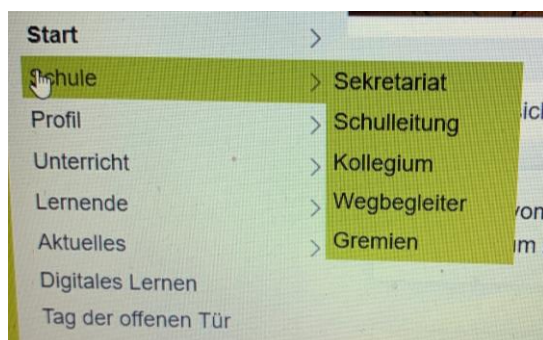 Start
Schule
Profil
Unterricht
Lernende
Aktuelles
Digitales Lernen
Tag der offenen Tür
Sekretariat
Schulleitung
Kollegium
Wegbegleiter
Gremien